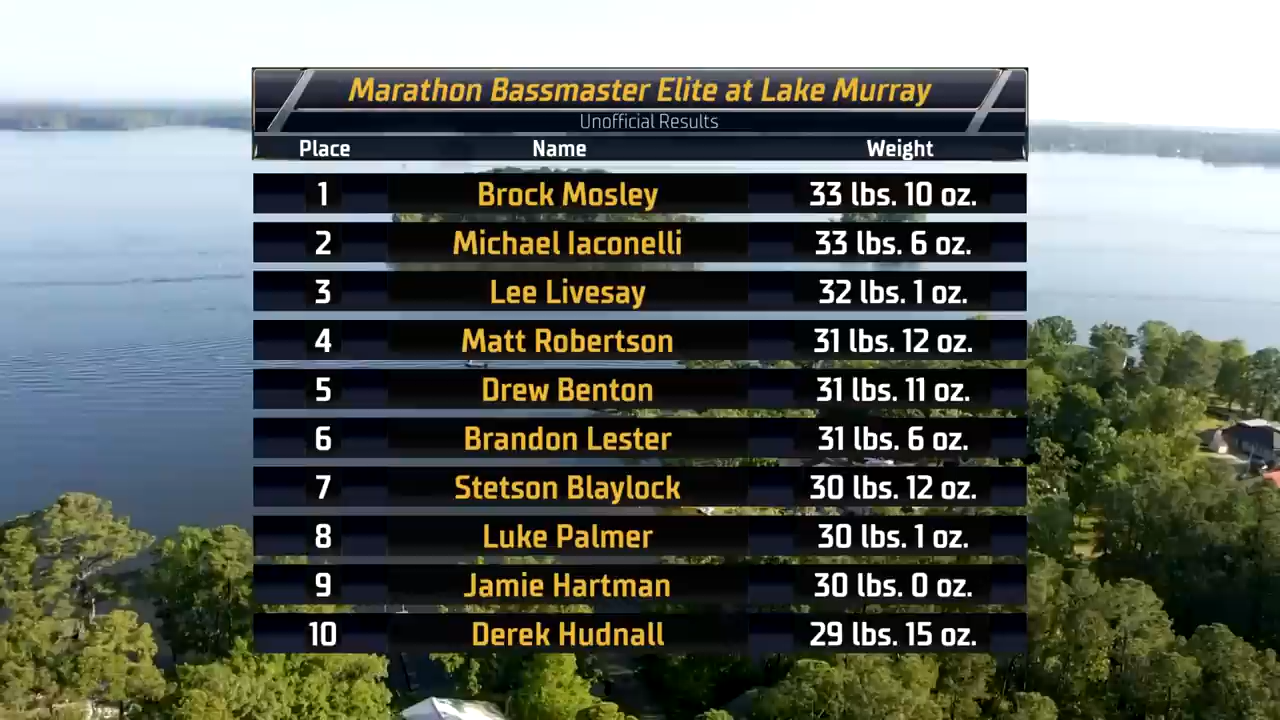 Marathon Bassmaster Elite at Lake Murray
Unofficial Results
Place Name Weight
1 Brock Mosley 33 lbs. 10 oz.
2 Michael Iaconelli 33 lbs. 6 oz.
3 Lee Livesay 32 lbs. 1 oz.
4 Matt Robertson 31 lbs. 12 oz.
5 Drew Benton 31 lbs. 11 oz.
6 Brandon Lester 31 lbs. 6 oz.
7 Stetson Blaylock 30 lbs. 12 oz.
8 Luke Palmer 30 lbs. 1 oz.
9 Jamie Hartman 30 lbs. 0 oz.
10 Derek Hudnall 29 lbs. 15 oz.